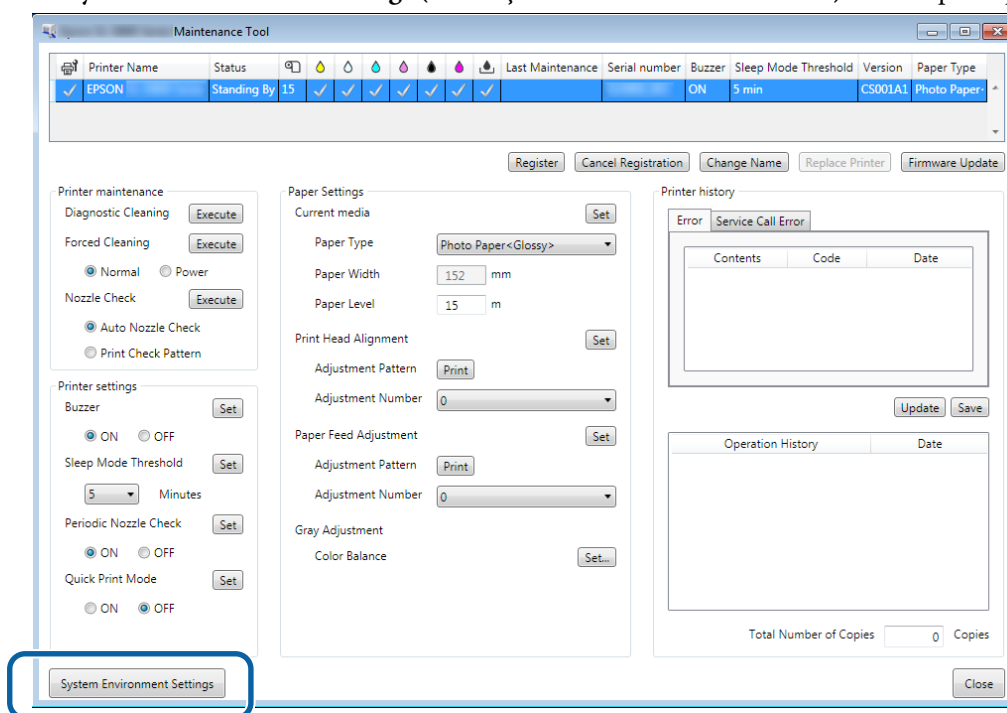 Maintenance Tool
Printer Name Status Last Maintenance Serial number Buzzer Sleep Mode Threshold Version Paper Type
EPSON Standing By 15 ON 5 min CS001A1 Photo Paper
Register Cancel Registration Change Name Replace Printer Firmware Update
Printer maintenance
Diagnostic Cleaning Execute
Forced Cleaning Execute
Normal Power
Nozzle Check Execute
Auto Nozzle Check
Print Check Pattern
Printer settings
Buzzer Set
ON OFF
Sleep Mode Threshold Set
5 Minutes
Periodic Nozzle Check Set
ON OFF
Quick Print Mode Set
ON OFF
Paper Settings
Current media Set
Paper Type Photo Paper<Glossy>
Paper Width 152 mm
Paper Level 15 m
Print Head Alignment Set
Adjustment Pattern Print
Adjustment Number 0
Paper Feed Adjustment Set
Adjustment Pattern Print
Adjustment Number 0
Gray Adjustment
Color Balance Set...
Printer history
Error Service Call Error
Contents Code Date
Update Save
Operation History Date
Total Number of Copies 0 Copies
System Environment Settings
Close